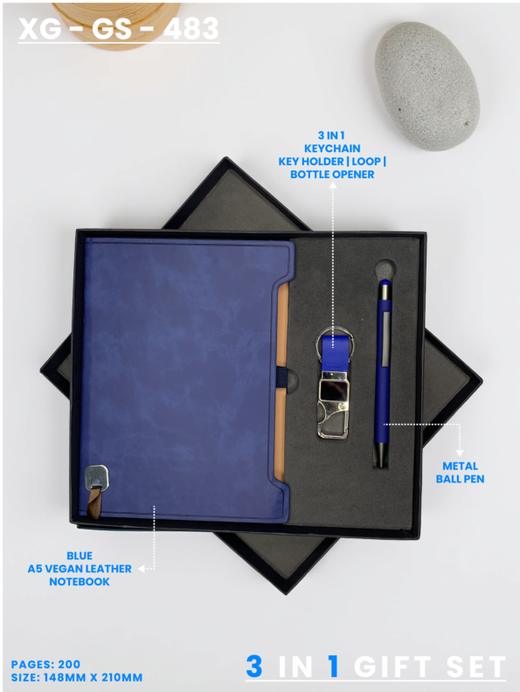 XG - GS - 483
3 IN 1
KEYCHAIN
KEY HOLDER | LOOP |
BOTTLE OPENER
METAL
BALL PEN
BLUE
A5 VEGAN LEATHER
NOTEBOOK
PAGES: 200
SIZE: 148MM X 210MM
3 IN 1 GIFT SET